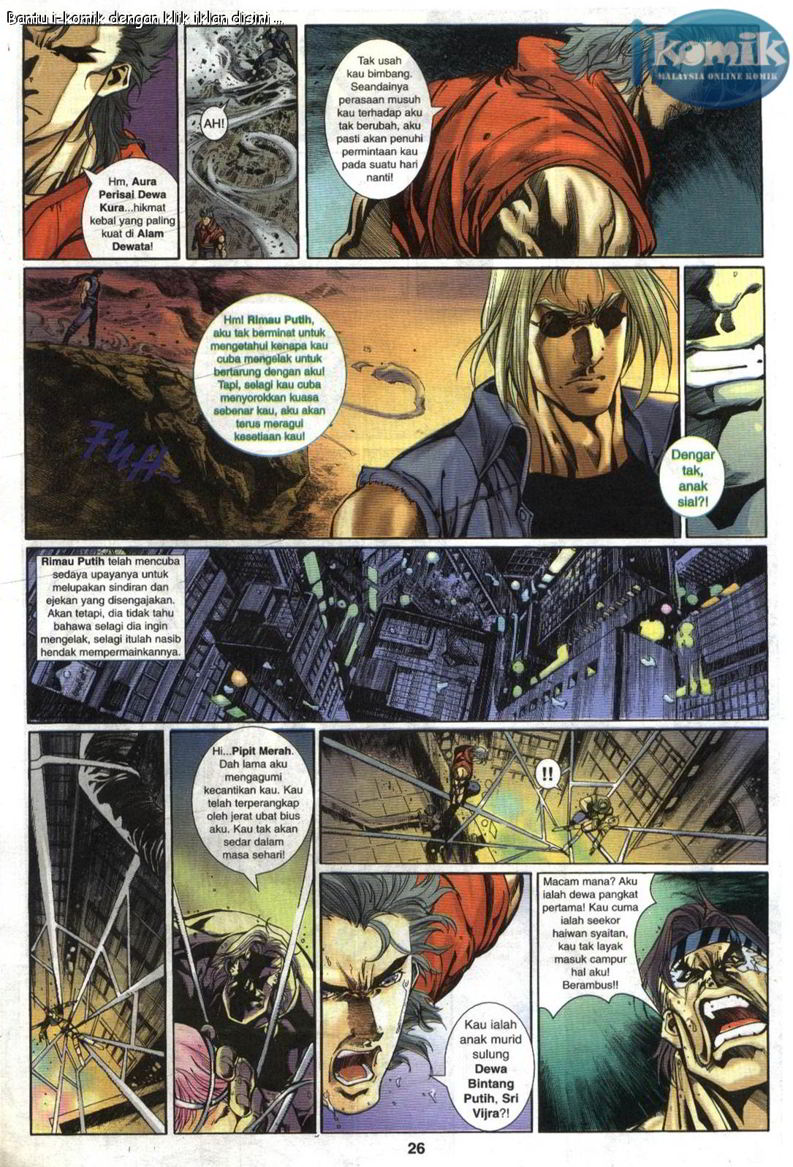 Bantu i-komik dengan klik iklan disini ...
ikomik
MALAYSIA ONLINE KOMIK
Hm, Aura
Perisai Dewa
Kura...hikmat
kebal yang paling
kuat di Alam
Dewata!
AH!
Tak usah
kau bimbang.
Seandainya
perasaan musuh
kau terhadap aku
tak berubah, aku
pasti akan penuhi
permintaan kau
pada suatu hari
nanti!
Hm! Rimau Putih,
aku tak berminat untuk
mengetahui kenapa kau
cuba mengelak untuk
bertarung dengan aku!
Tapi, selagi kau cuba
menyorokkan kuasa
sebenar kau, aku akan
terus meragui
kesetiaan kau!
Dengar
tak,
anak
sial?!
Rimau Putih telah mencuba
sedaya upayanya untuk
melupakan sindiran dan
ejekan yang disengajakan.
Akan tetapi, dia tidak tahu
bahawa selagi dia ingin
mengelak, selagi itulah nasib
hendak mempermainkannya.
Hi...Pipit Merah.
Dah lama aku
mengagumi
kecantikan kau. Kau
telah terperangkap
oleh jerat ubat bius
aku. Kau tak akan
sedar dalam
masa sehari!
!!
Kau ialah
anak murid
sulung
Dewa
Bintang
Putih, Sri
Vijra?!
Macam mana? Aku
ialah dewa pangkat
pertama! Kau cuma
ialah seekor
haiwan syaitan,
kau tak layak
masuk campur
hal aku!
Berambus!!
26